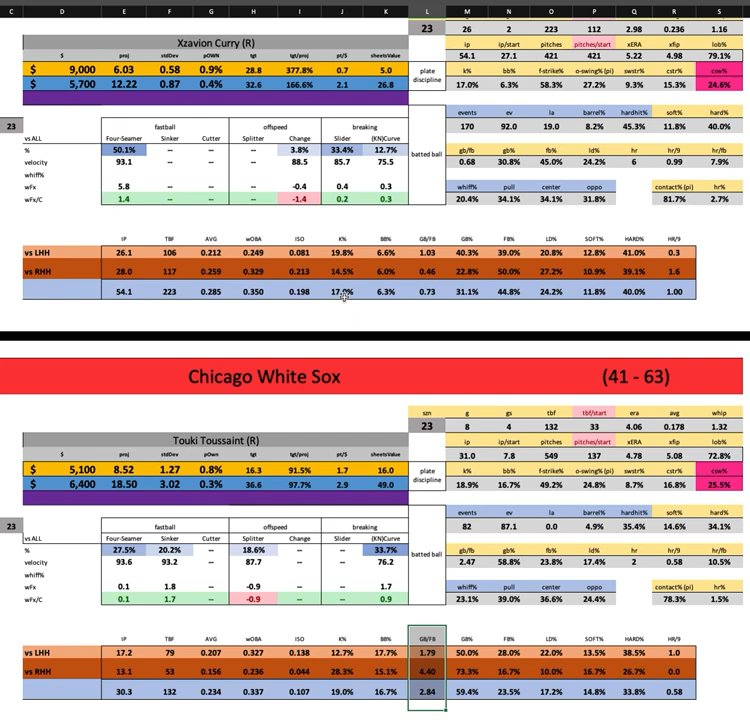 C D E F G H I J K L M N O P Q R S
23 26 2 223 112 2.98 0.236 1.16
Xzavion Curry (R) ip ip/start pitches pitches/start xERA xfip lob%
54.1 27.1 421 421 5.22 4.98 79.1%
$ proj stdDev pOWN tgt tgt/proj pt/$ sheetsValue
$ 9,000 6.03 0.58 0.9% 28.8 377.8% 0.7 5.0 plate discipline k% bb% f-strike% o-swing% (pi) swstr% cstr% csw%
$ 5,700 12.22 0.87 0.4% 32.6 166.6% 2.1 26.8 17.0% 6.3% 58.3% 27.2% 9.3% 15.3% 24.6%
events ev la barrel% hardhit% soft% hard%
23 fastball offspeed breaking 170 92.0 19.0 8.2% 45.3% 11.8% 40.0%
vs ALL Four-Seamer Sinker Cutter Splitter Change Slider (KN)Curve
% 50.1% -- -- -- 3.8% 33.4% 12.7% batted ball gb/fb gb% fb% ld% hr hr/9 hr/fb
velocity 93.1 -- -- -- 88.5 85.7 75.5 0.68 30.8% 45.0% 24.2% 6 0.99 7.9%
whiff%
wFx 5.8 -- -- -- -0.4 0.4 0.3 whiff% pull center oppo contact% (pi) hr%
wFx/C 1.4 -- -- -- -1.4 0.2 0.3 20.4% 34.1% 34.1% 31.8% 81.7% 2.7%
IP TBF AVG wOBA ISO K% BB% GB/FB GB% FB% LD% SOFT% HARD% HR/9
vs LHH 26.1 106 0.212 0.249 0.081 19.8% 6.6% 1.03 40.3% 39.0% 20.8% 12.8% 41.0% 0.3
vs RHH 28.0 117 0.259 0.329 0.213 14.5% 6.0% 0.46 22.8% 50.0% 27.2% 10.9% 39.1% 1.6
54.1 223 0.285 0.350 0.198 17.0% 6.3% 0.73 31.1% 44.8% 24.2% 11.8% 40.0% 1.00
Chicago White Sox (41 - 63)
szn g gs tbf tbf/start era avg whip
23 8 4 132 33 4.06 0.178 1.32
Touki Toussaint (R) ip ip/start pitches pitches/start xERA xfip lob%
31.0 7.8 549 137 4.78 5.08 72.8%
$ proj stdDev pOwn tgt tgt/proj pt/$ sheetsValue
$ 5,100 8.52 1.27 0.8% 16.3 91.5% 1.7 16.0 plate discipline k% bb% f-strike% o-swing% (pi) swstr% cstr% csw%
$ 6,400 18.50 3.02 0.3% 36.6 97.7% 2.9 49.0 18.9% 16.7% 49.2% 24.8% 8.7% 16.8% 25.5%
events ev la barrel% hardhit% soft% hard%
23 fastball offspeed breaking 82 87.1 0.0 4.9% 35.4% 14.6% 34.1%
vs ALL Four-Seamer Sinker Cutter Splitter Change Slider (KN)Curve
% 27.5% 20.2% -- 18.6% -- -- 33.7% batted ball gb/fb gb% fb% ld% hr hr/9 hr/fb
velocity 93.6 93.2 -- 87.7 -- -- 76.2 2.47 58.8% 23.8% 17.4% 2 0.58 10.5%
whiff%
wFx 0.1 1.8 -- -0.9 -- -- 1.7 whiff% pull center oppo contact% (pi) hr%
wFx/C 0.1 1.7 -- -0.9 -- -- 0.9 23.1% 39.0% 36.6% 24.4% 78.3% 1.5%
IP TBF AVG wOBA ISO K% BB% GB/FB GB% FB% LD% SOFT% HARD% HR/9
vs LHH 17.2 79 0.207 0.327 0.138 12.7% 17.7% 1.79 50.0% 28.0% 22.0% 13.5% 38.5% 1.0
vs RHH 13.1 53 0.156 0.236 0.044 28.3% 15.1% 4.40 73.3% 16.7% 10.0% 16.7% 26.7% 0.0
30.3 132 0.234 0.337 0.107 19.0% 16.7% 2.84 59.4% 23.5% 17.2% 14.8% 33.8% 0.58